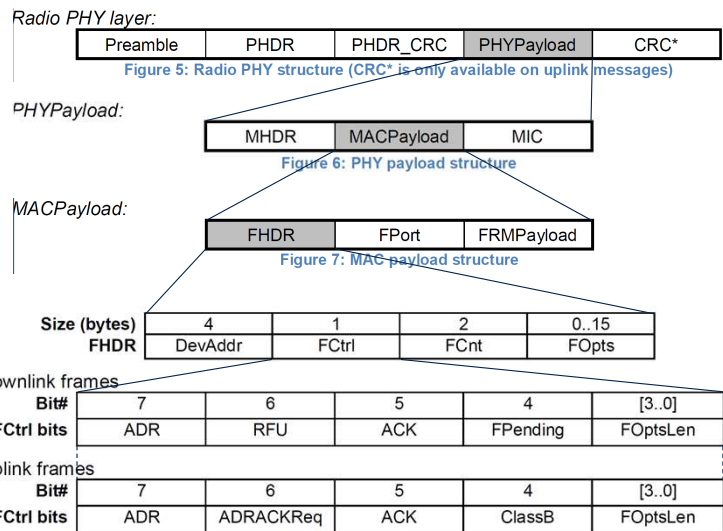 Radio PHY layer:
Preamble PHDR PHDR_CRC PHYPayload CRC*
Figure 5: Radio PHY structure (CRC* is only available on uplink messages)
PHYPayload:
MHDR MACPayload MIC
Figure 6: PHY payload structure
MACPayload:
FHDR FPort FRMPayload
Figure 7: MAC payload structure
Size (bytes) 4 1 2 0..15
FHDR DevAddr FCtrl FCnt FOpts
ownlink frames
Bit# 7 6 5 4 [3..0]
FCtrl bits ADR RFU ACK FPending FOptsLen
plink frames
Bit# 7 6 5 4 [3..0]
FCtrl bits ADR ADRACKReq ACK ClassB FOptsLen